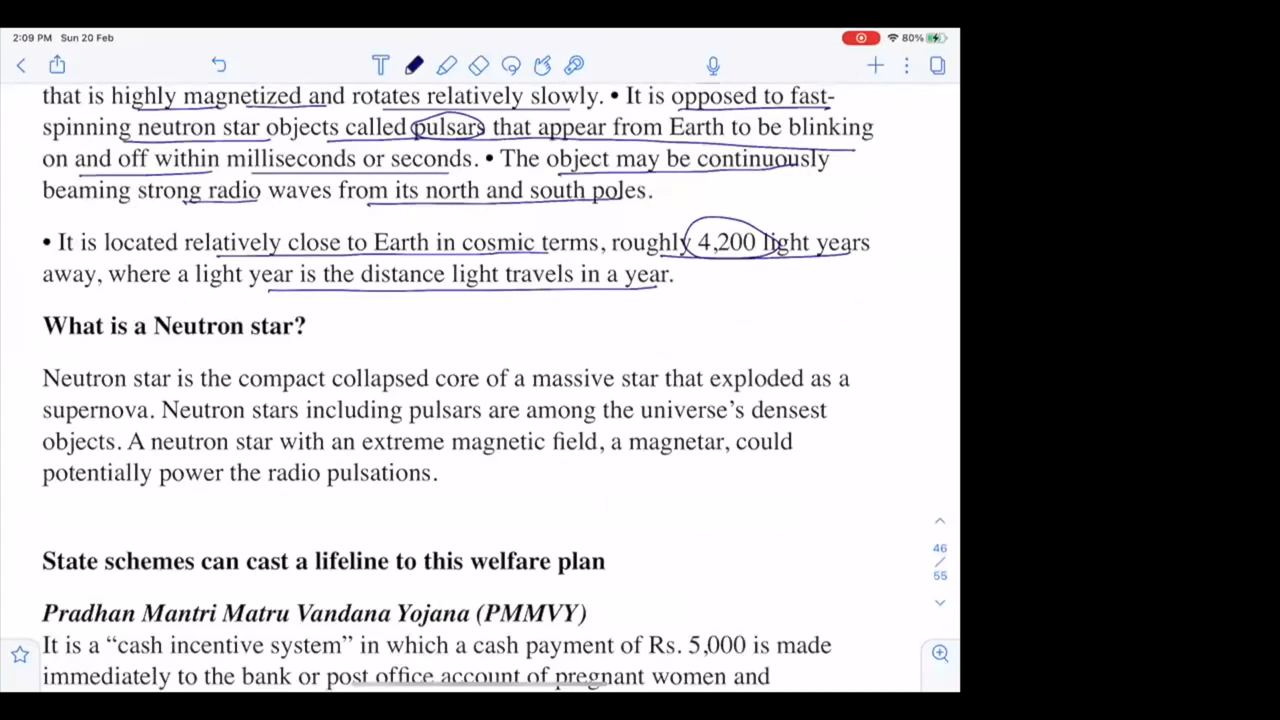 2:09 PM Sun 20 Feb
80%
that is highly magnetized and rotates relatively slowly. • It is opposed to fast-
spinning neutron star objects called pulsars that appear from Earth to be blinking
on and off within milliseconds or seconds. • The object may be continuously
beaming strong radio waves from its north and south poles.
• It is located relatively close to Earth in cosmic terms, roughly 4,200 light years
away, where a light year is the distance light travels in a year.
What is a Neutron star?
Neutron star is the compact collapsed core of a massive star that exploded as a
supernova. Neutron stars including pulsars are among the universe’s densest
objects. A neutron star with an extreme magnetic field, a magnetar, could
potentially power the radio pulsations.
State schemes can cast a lifeline to this welfare plan
Pradhan Mantri Matru Vandana Yojana (PMMVY)
It is a “cash incentive system” in which a cash payment of Rs. 5,000 is made
immediately to the bank or post office account of pregnant women and
46
/
55